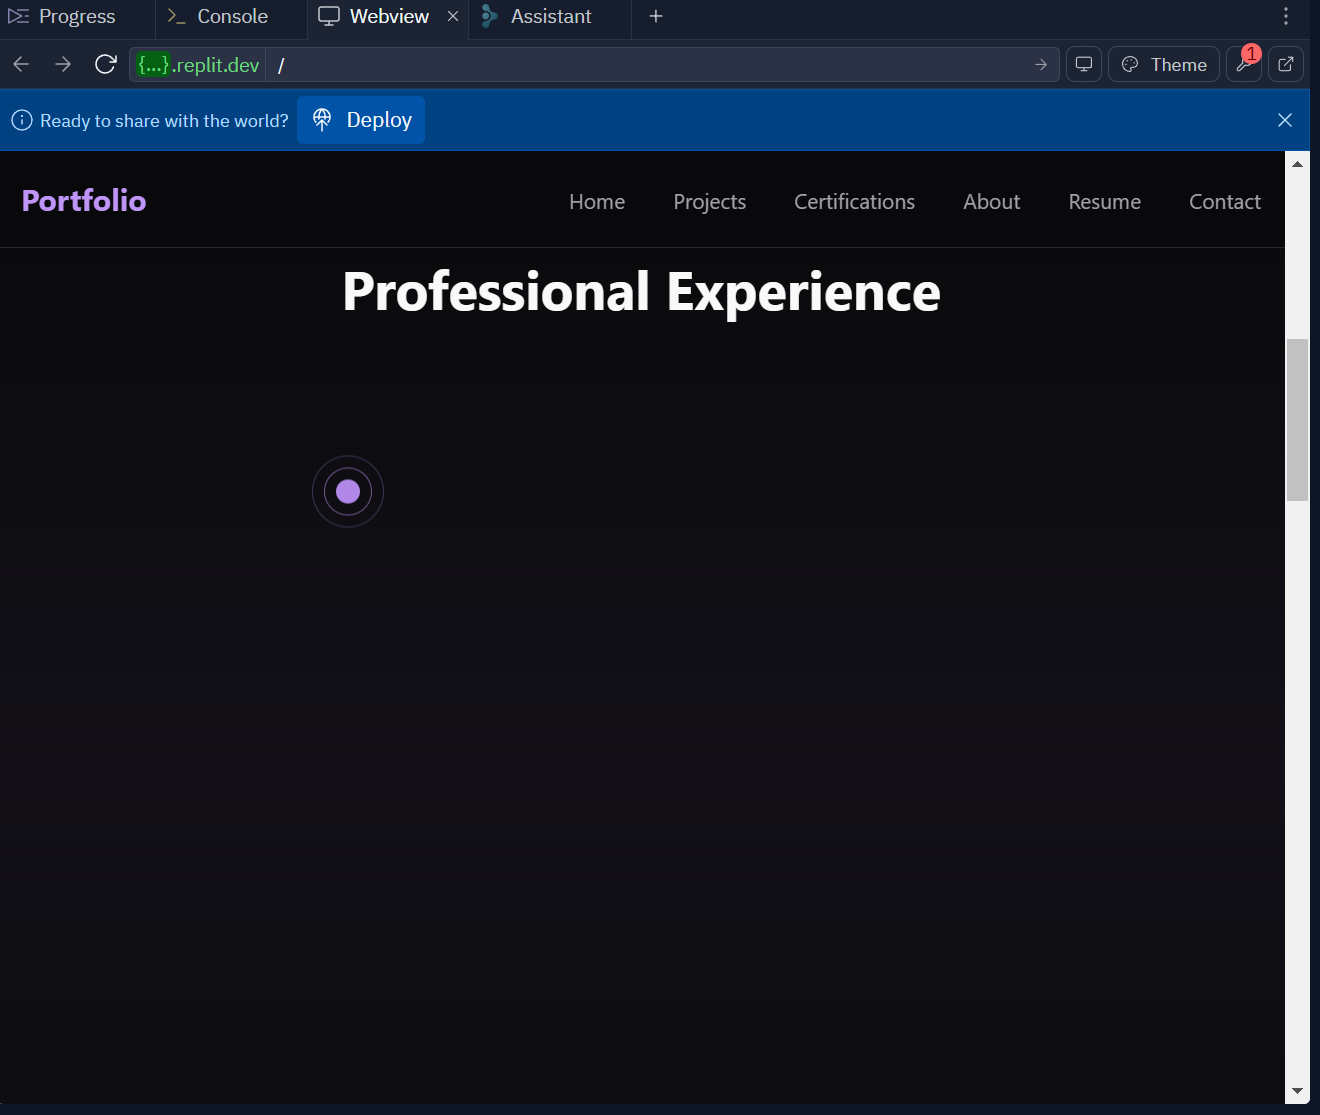 Progress
Console
Webview
Assistant
{...}.replit.dev /
Theme
1
Ready to share with the world? Deploy
Portfolio
Home Projects Certifications About Resume Contact
Professional Experience